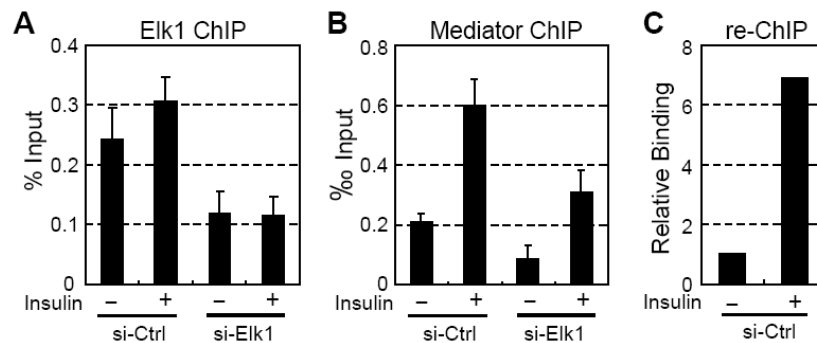 A Elk1 ChIP
0.4
0.3
0.2
0.1
0
% Input
Insulin − + − +
si-Ctrl si-Elk1
B Mediator ChIP
0.8
0.6
0.4
0.2
0
‰ Input
− + − +
si-Ctrl si-Elk1
C re-ChIP
8
6
4
2
0
Relative Binding
Insulin − +
si-Ctrl